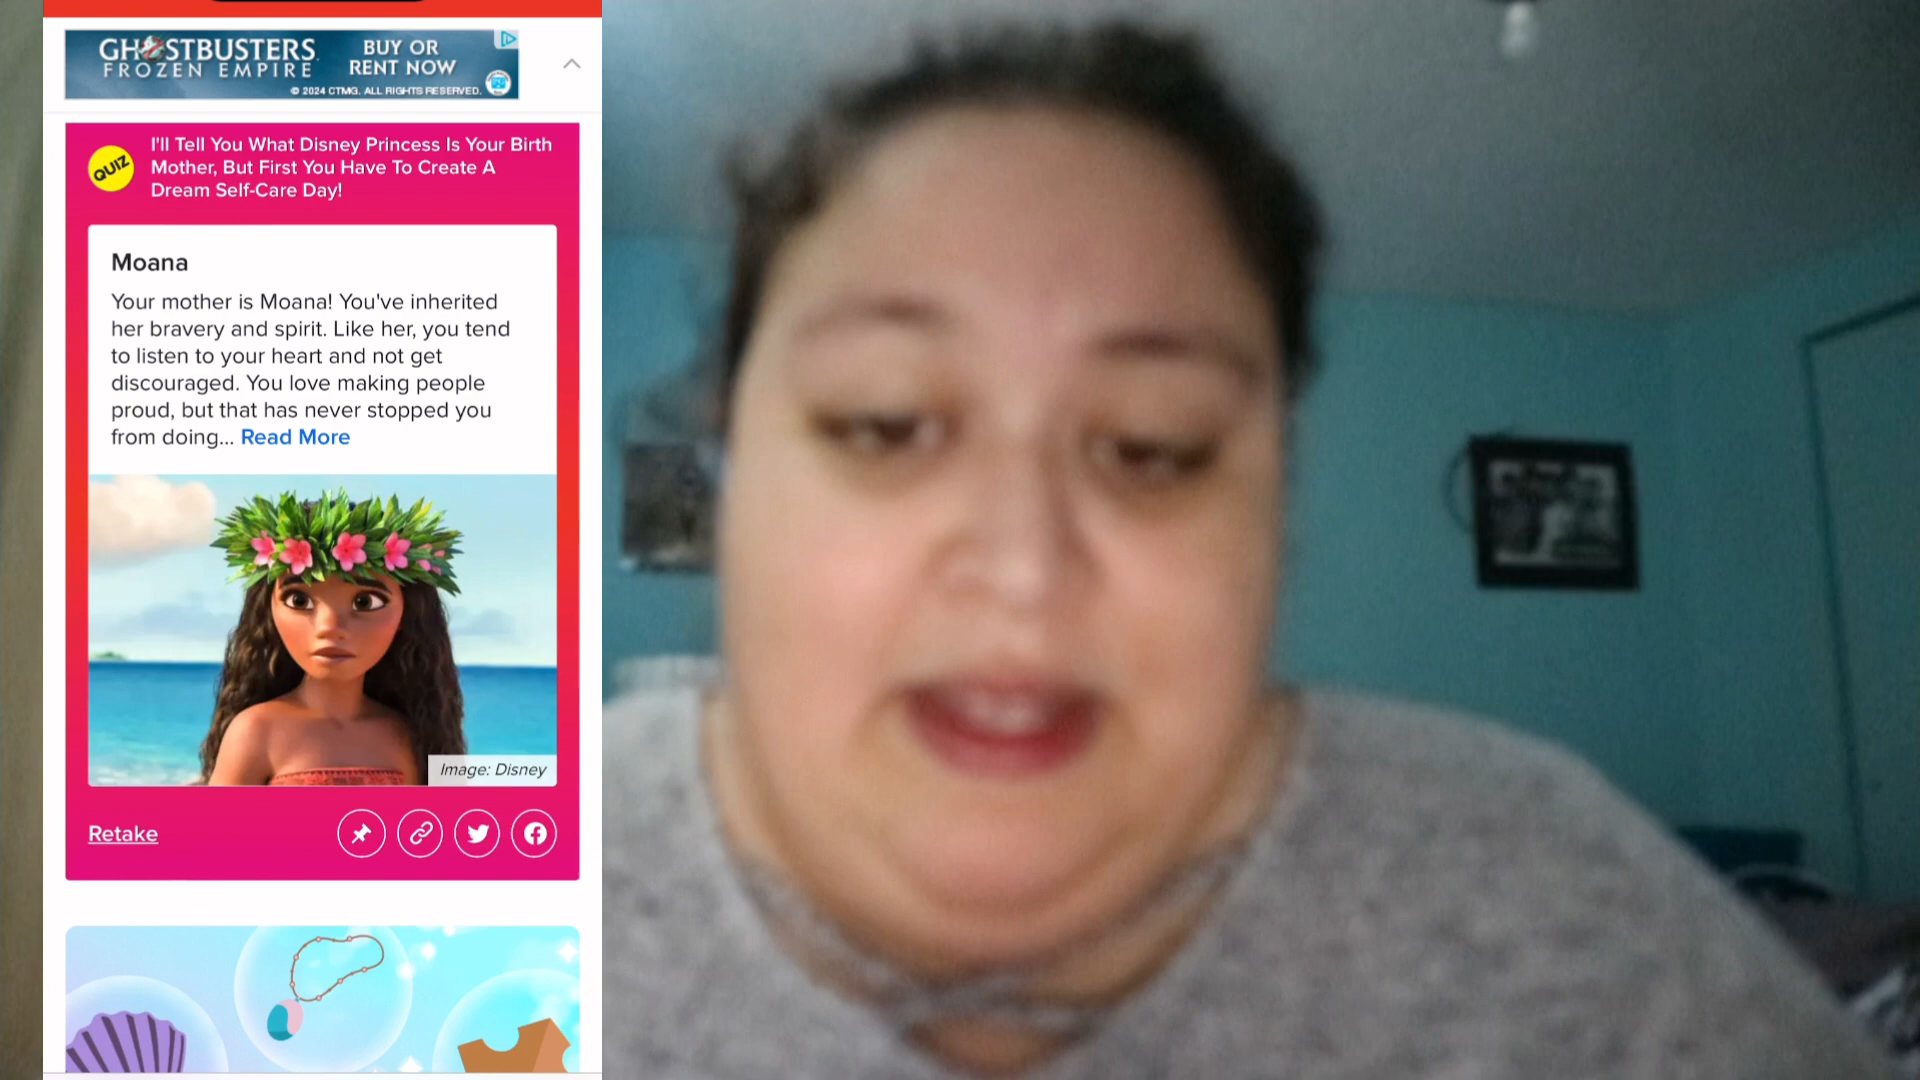 GHOSTBUSTERS
FROZEN EMPIRE
BUY OR
RENT NOW
© 2024 CTMG. ALL RIGHTS RESERVED.
QUIZ
I'll Tell You What Disney Princess Is Your Birth
Mother, But First You Have To Create A
Dream Self-Care Day!
Moana
Your mother is Moana! You've inherited
her bravery and spirit. Like her, you tend
to listen to your heart and not get
discouraged. You love making people
proud, but that has never stopped you
from doing... Read More
Image: Disney
Retake